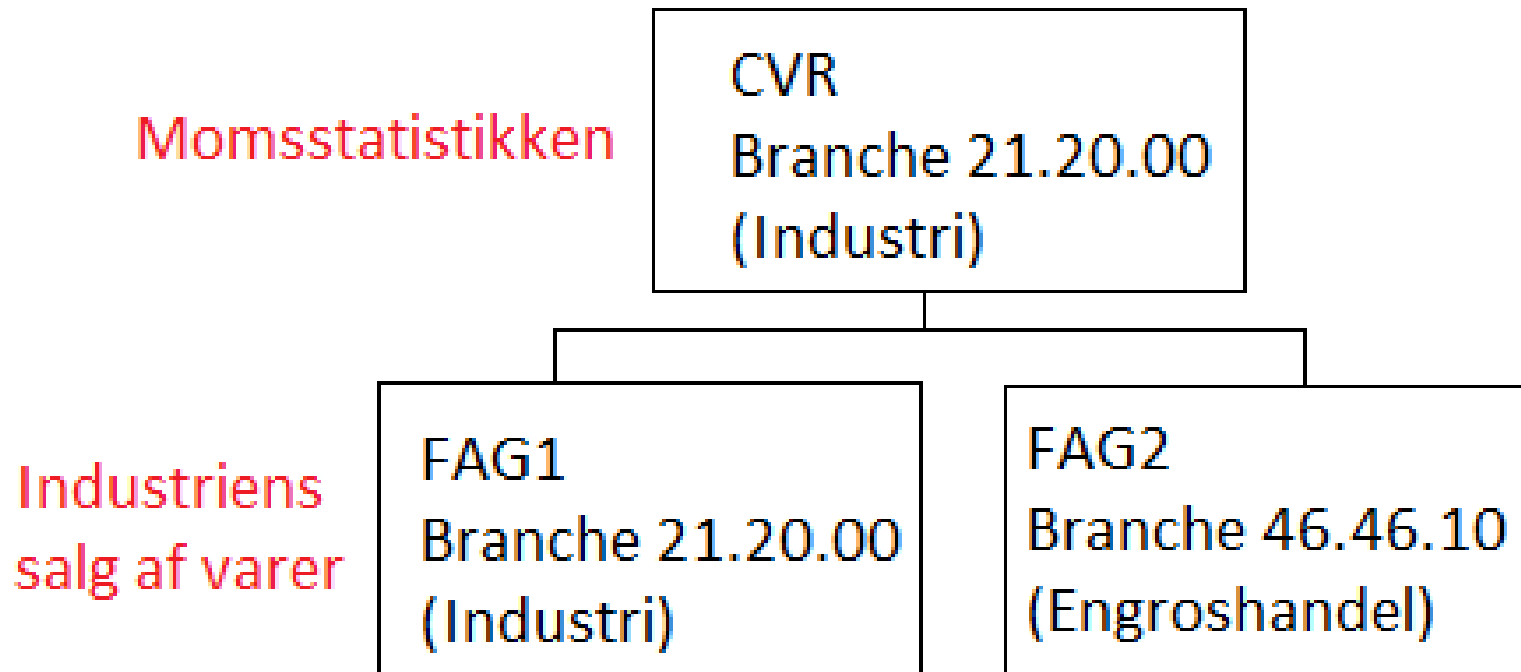 Momsstatistikken
CVR
Branche 21.20.00
(Industri)
Industriens
salg af varer
FAG1
Branche 21.20.00
(Industri)
FAG2
Branche 46.46.10
(Engroshandel)